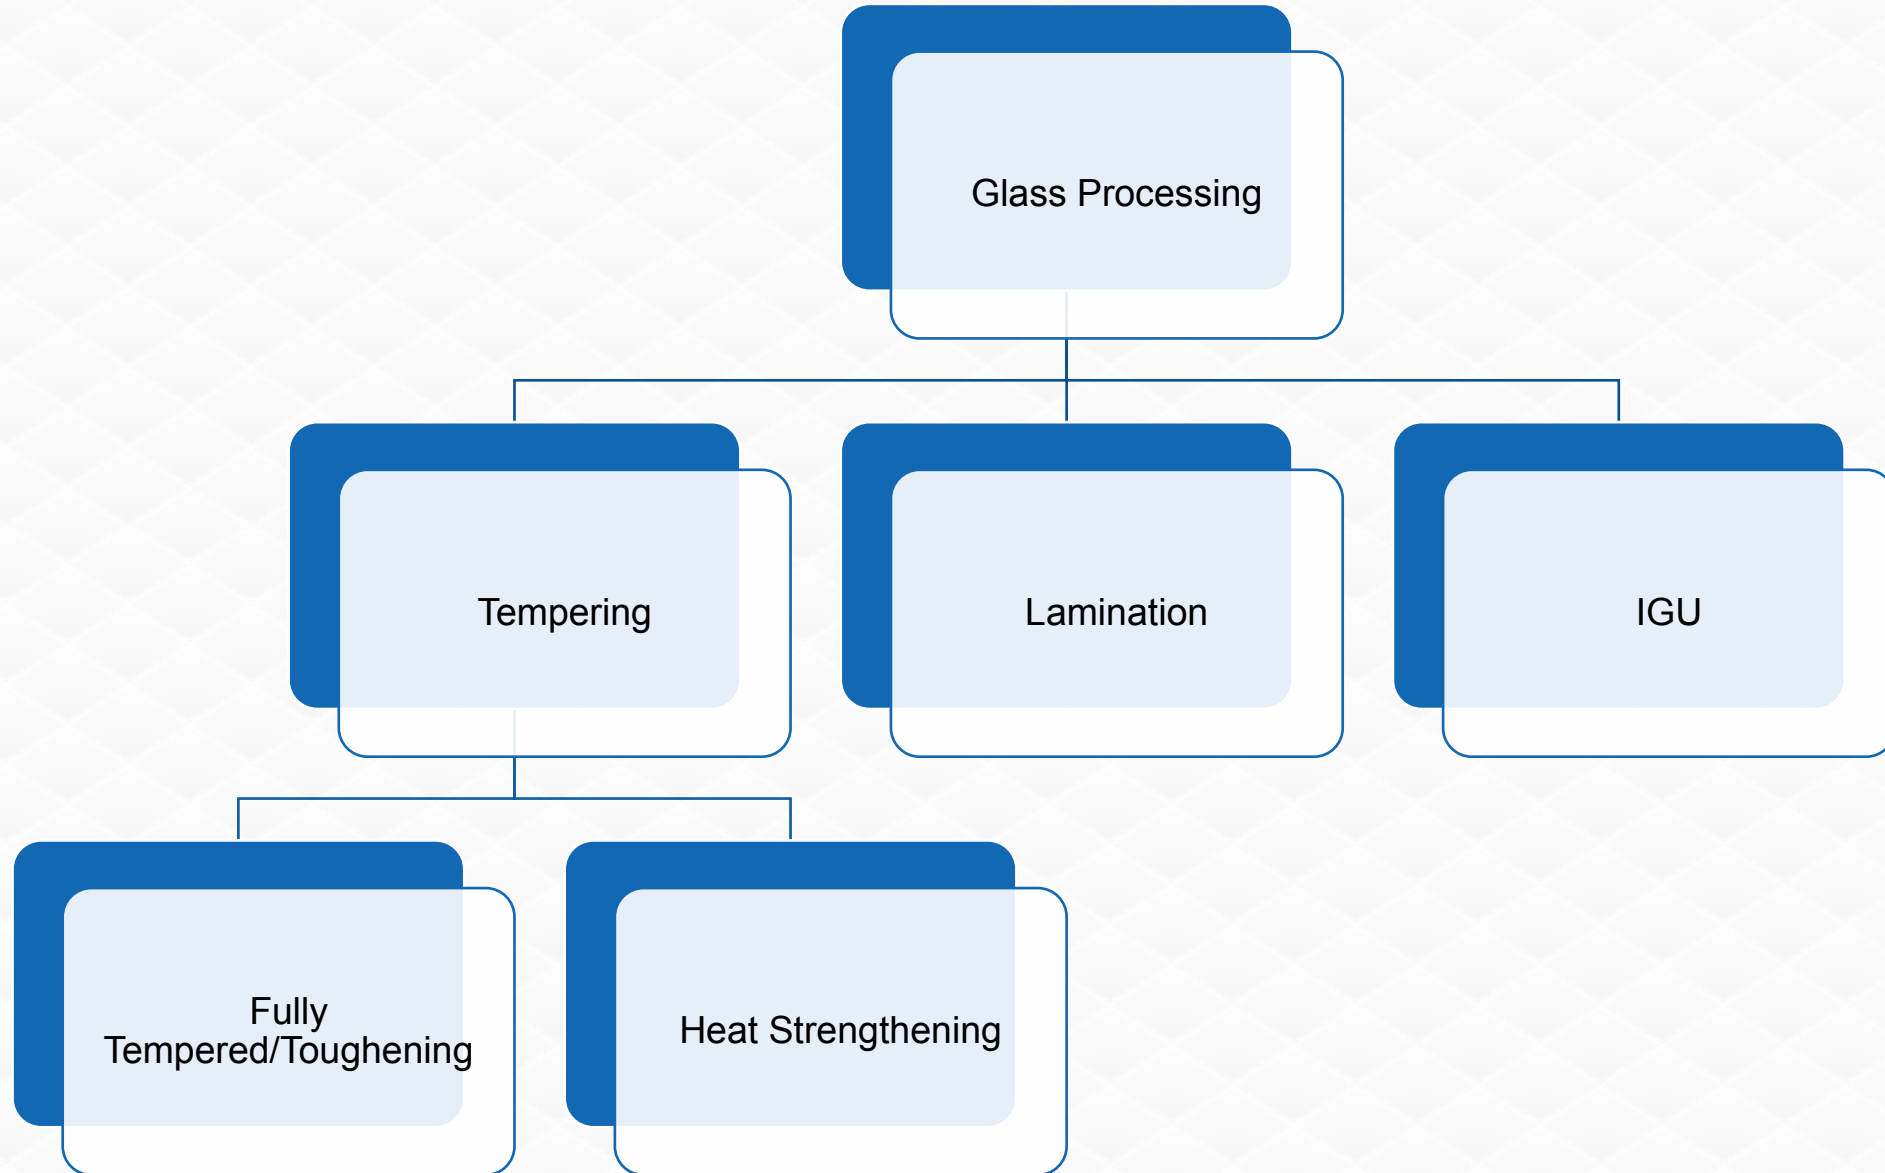 Glass Processing
Tempering
Lamination
IGU
Fully
Tempered/Toughening
Heat Strengthening